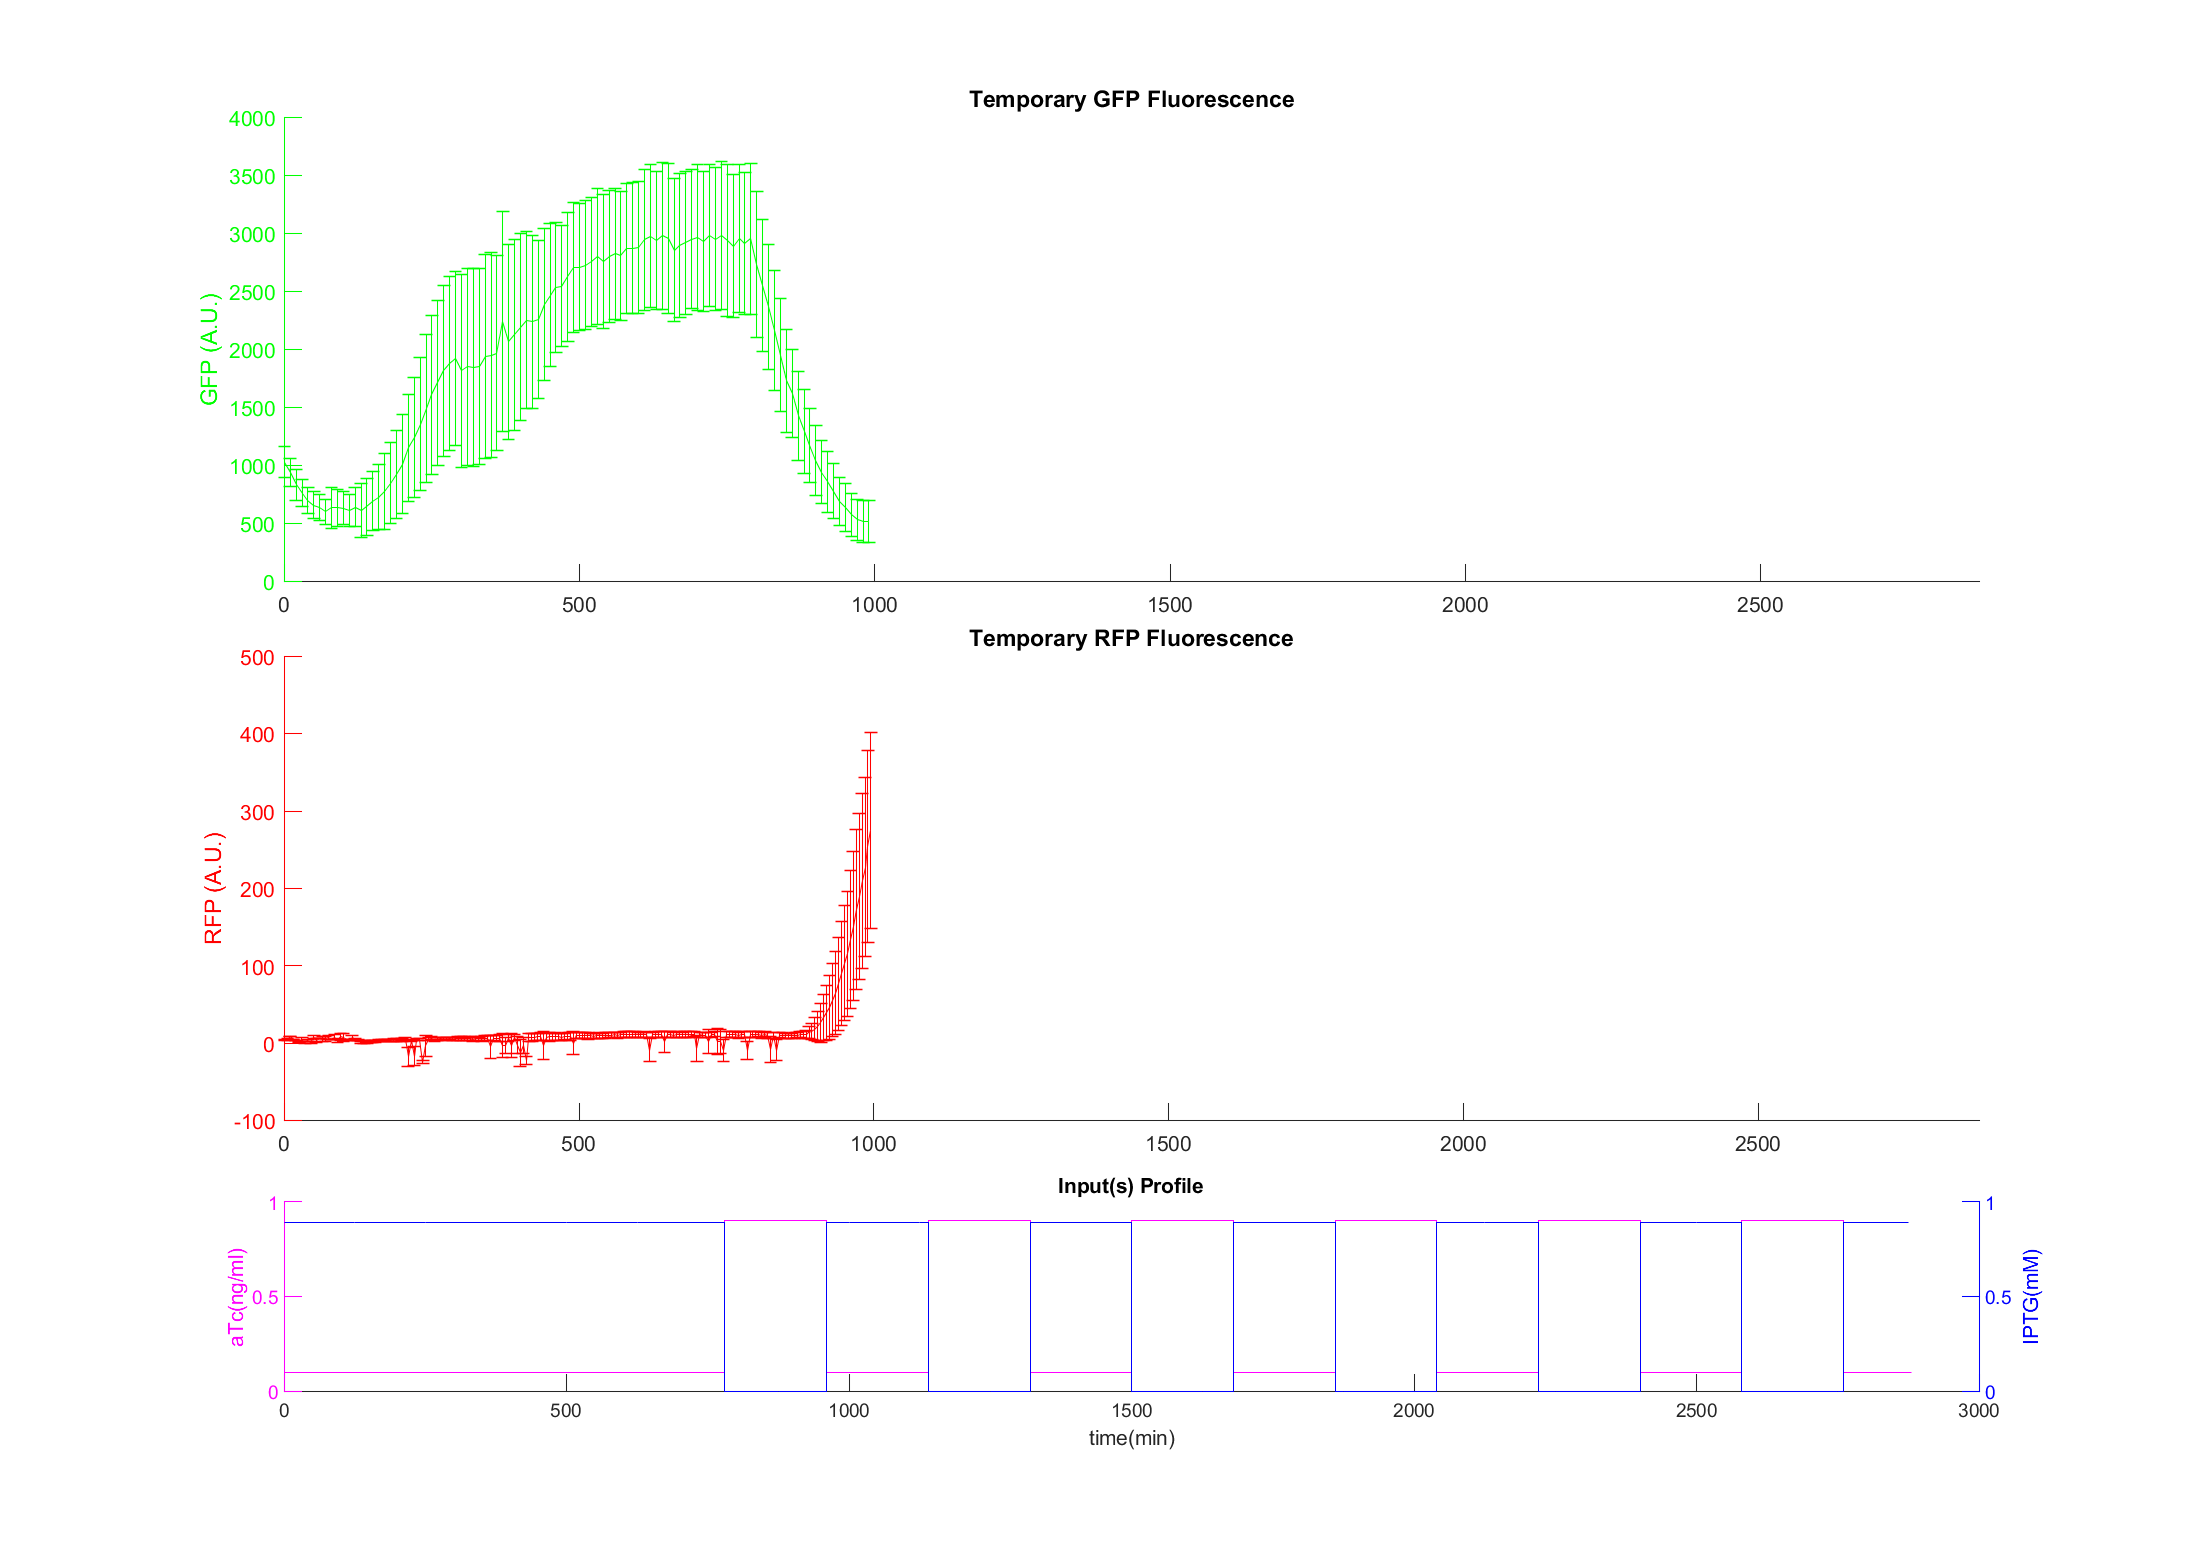 Temporary GFP Fluorescence
4000
3500
3000
2500
2000
1500
1000
500
0
GFP (A.U.)
0 500 1000 1500 2000 2500
Temporary RFP Fluorescence
500
400
300
200
100
0
-100
RFP (A.U.)
0 500 1000 1500 2000 2500
Input(s) Profile
1
0.5
0
aTc(ng/ml)
1
0.5
0
IPTG(mM)
0 500 1000 1500 2000 2500 3000
time(min)